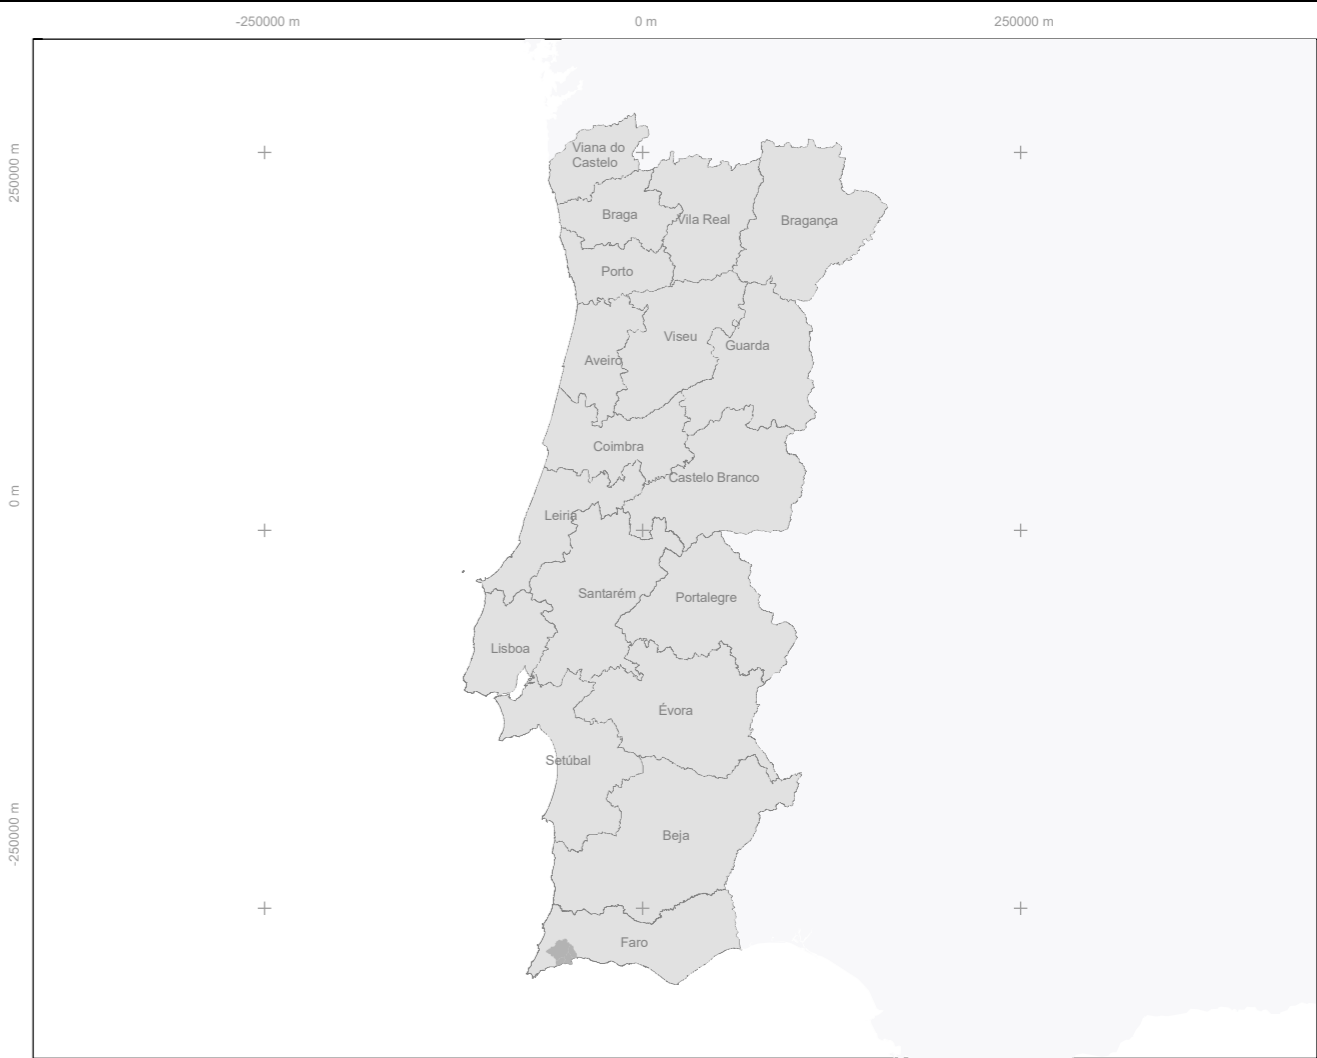 -250000 m
0 m
250000 m
250000 m
0 m
-250000 m
Viana do
Castelo
Braga
Vila Real
Bragança
Porto
Viseu
Guarda
Aveiro
Coimbra
Castelo Branco
Leiria
Santarém
Portalegre
Lisboa
Évora
Setúbal
Beja
Faro